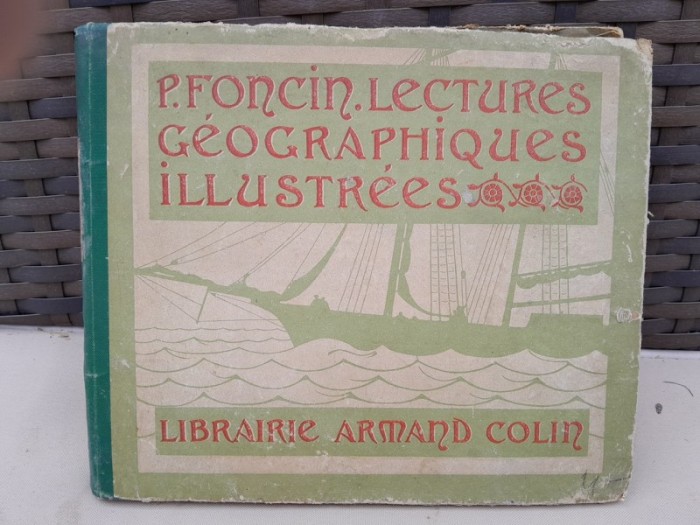 P. FONCIN. LECTURES
GÉOGRAPHIQUES
ILLUSTRÉES
LIBRAIRIE ARMAND COLIN